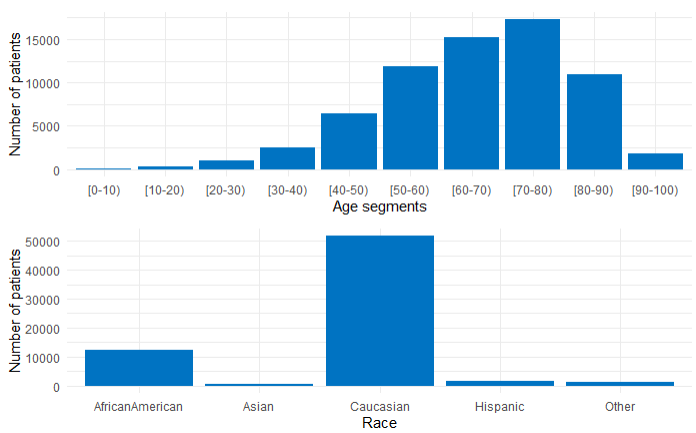 Number of patients
15000
10000
5000
0
[0-10) [10-20) [20-30) [30-40) [40-50) [50-60) [60-70) [70-80) [80-90) [90-100)
Age segments
Number of patients
50000
40000
30000
20000
10000
0
AfricanAmerican Asian Caucasian Hispanic Other
Race